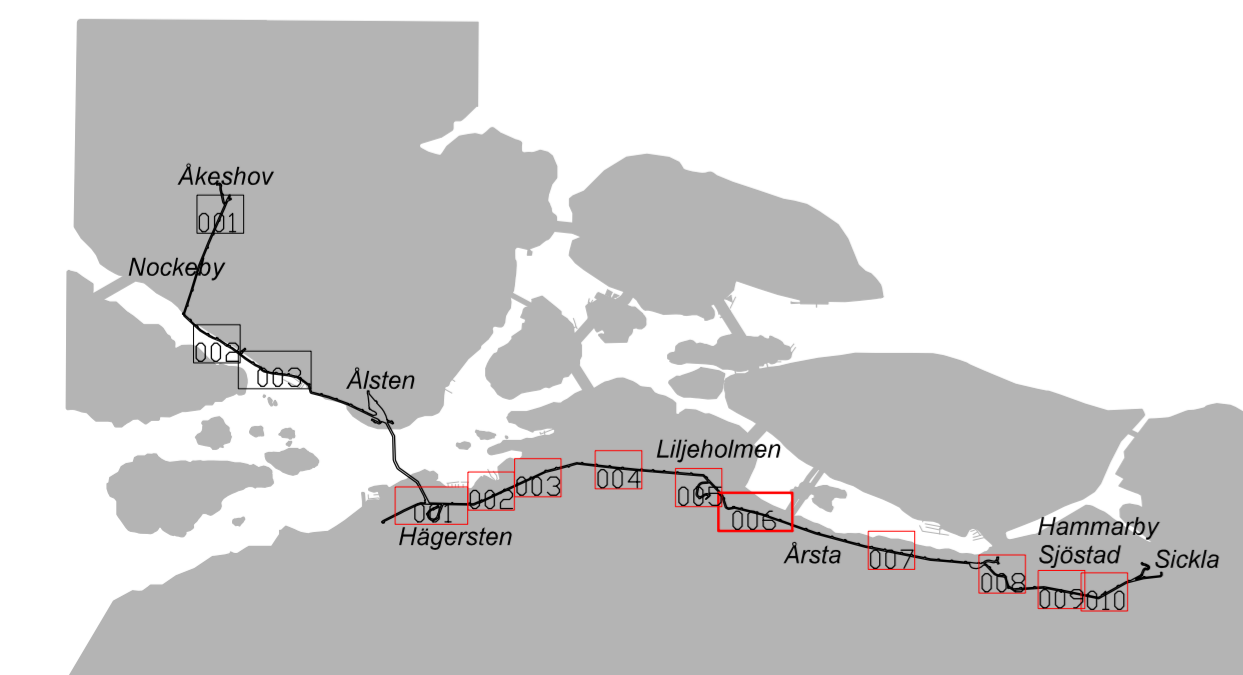 Åkeshov
001
Nockeby
002
003
Ålsten
Liljeholmen
001
002
003
004
005
006
Hägersten
Årsta
007
Hammarby
Sjöstad
Sickla
008
009
010